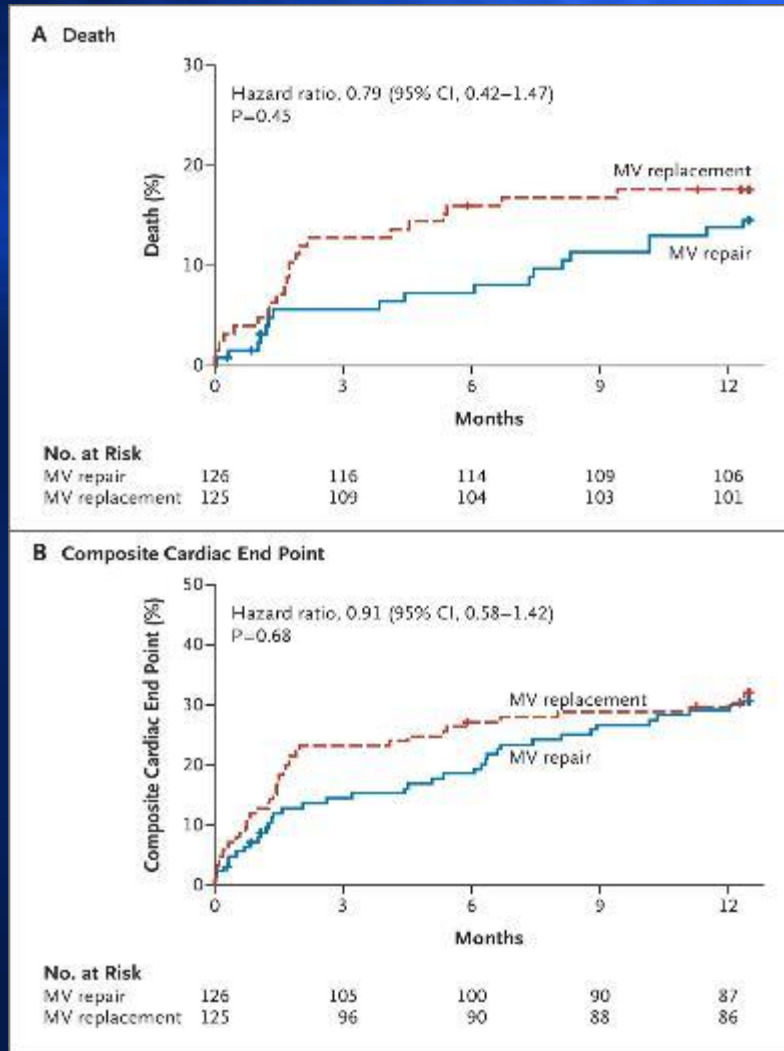 A Death
30
Hazard ratio, 0.79 (95% CI, 0.42–1.47)
P=0.45
20
MV replacement
Death (%)
10
MV repair
0
0 3 6 9 12
Months
No. at Risk
MV repair 126 116 114 109 106
MV replacement 125 109 104 103 101
B Composite Cardiac End Point
50
Hazard ratio, 0.91 (95% CI, 0.58–1.42)
P=0.68
40
Composite Cardiac End Point (%)
30
MV replacement
20
MV repair
10
0
0 3 6 9 12
Months
No. at Risk
MV repair 126 105 100 90 87
MV replacement 125 96 90 88 86